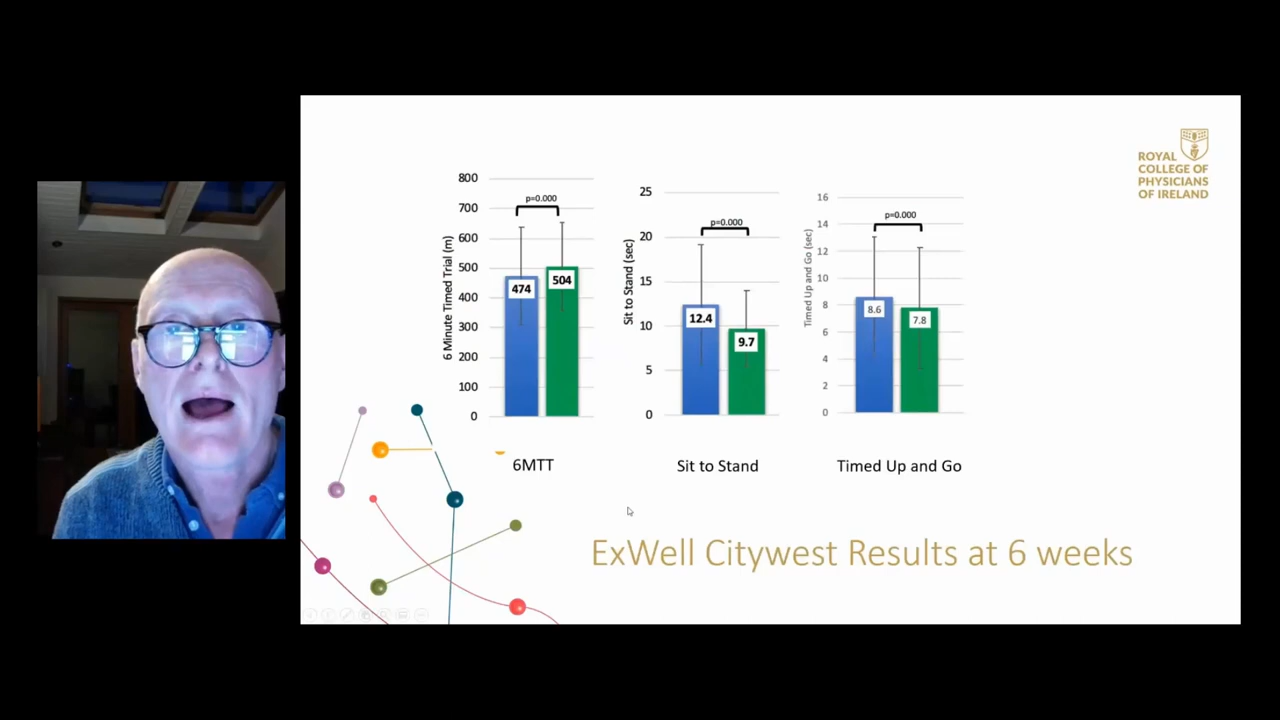 ROYAL
COLLEGE OF
PHYSICIANS
OF IRELAND
6 Minute Timed Trial (m)
800
700
600
500
400
300
200
100
0
p=0.000
474
504
6MTT
Sit to Stand (sec)
25
20
15
10
5
0
p=0.000
12.4
9.7
Sit to Stand
Timed Up and Go (sec)
16
14
12
10
8
6
4
2
0
p=0.000
8.6
7.8
Timed Up and Go
ExWell Citywest Results at 6 weeks